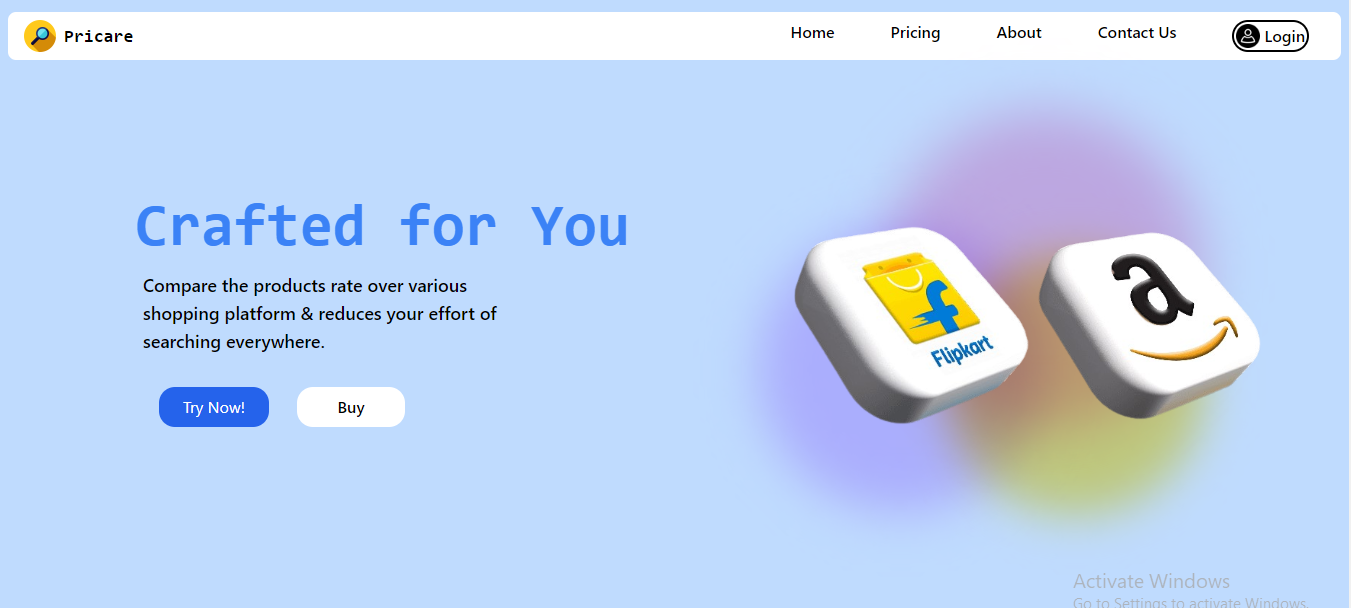 Pricare
Home
Pricing
About
Contact Us
Login
Crafted for You
Compare the products rate over various
shopping platform & reduces your effort of
searching everywhere.
Try Now!
Buy
Flipkart
a
Activate Windows
Go to Settings to activate Windows.